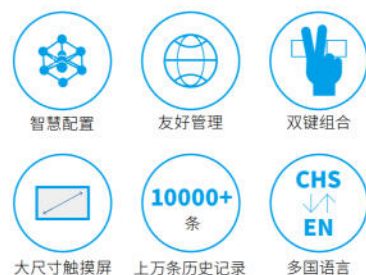 智慧配置
友好管理
双键组合
10000+
条
CHS
EN
大尺寸触摸屏
上万条历史记录
多国语言